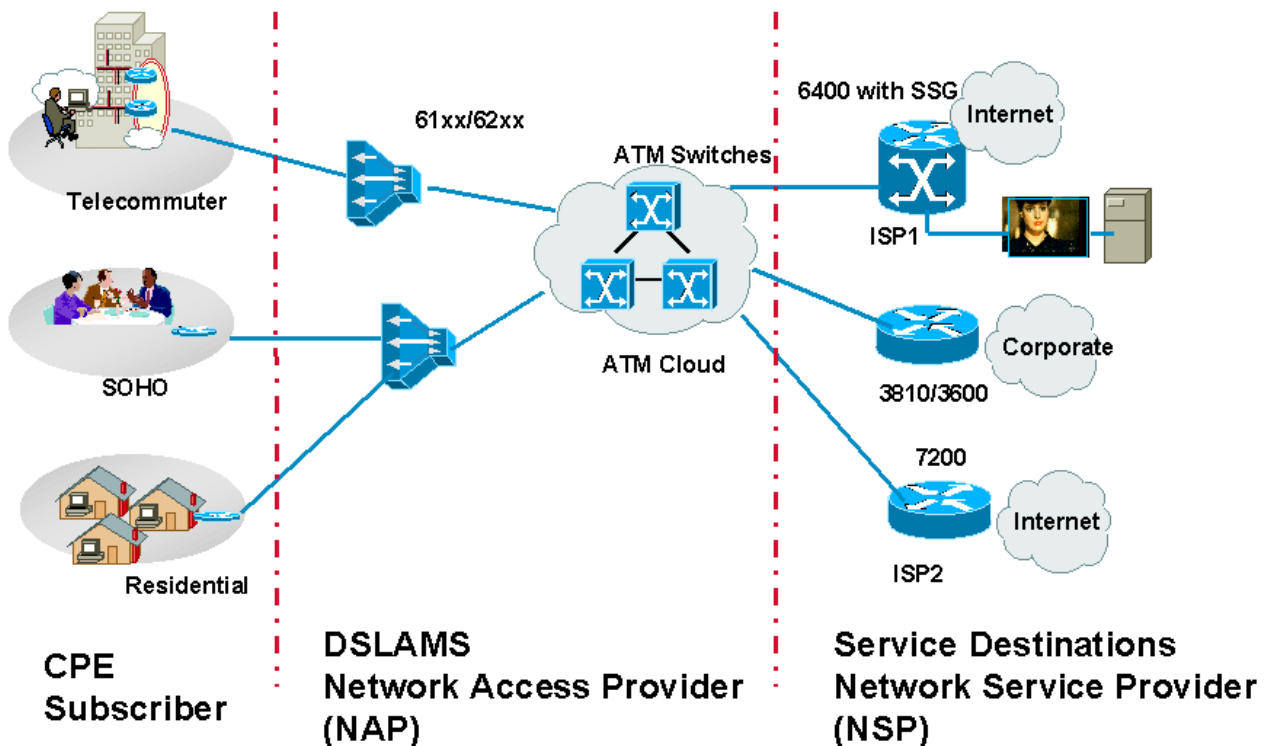 6400 with SSG
Internet
61xx/62xx
ATM Switches
Telecommuter
ISP1
Corporate
SOHO
ATM Cloud
3810/3600
7200
Internet
Residential
ISP2
CPE
Subscriber
DSLAMS
Network Access Provider
(NAP)
Service Destinations
Network Service Provider
(NSP)